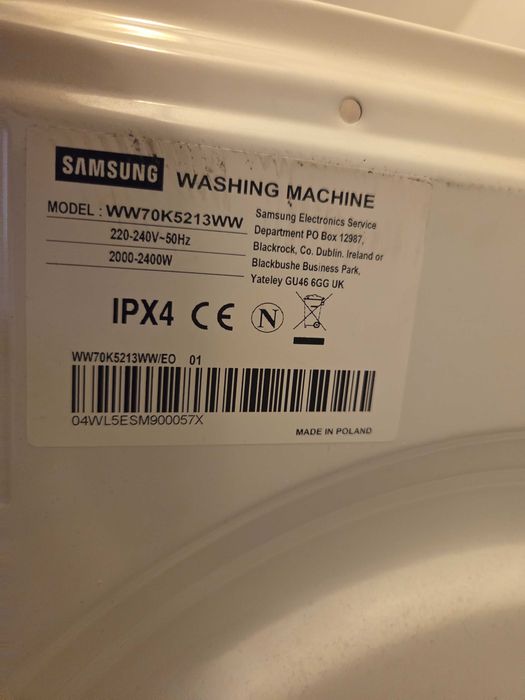 SAMSUNG WASHING MACHINE
MODEL : WW70K5213WW
220-240V~50Hz
2000-2400W
Samsung Electronics Service
Department PO Box 12987,
Blackrock, Co. Dublin. Ireland or
Blackbushe Business Park,
Yateley GU46 6GG UK
IPX4 CE N
WW70K5213WW/EO 01
04WL5ESM900057X
MADE IN POLAND